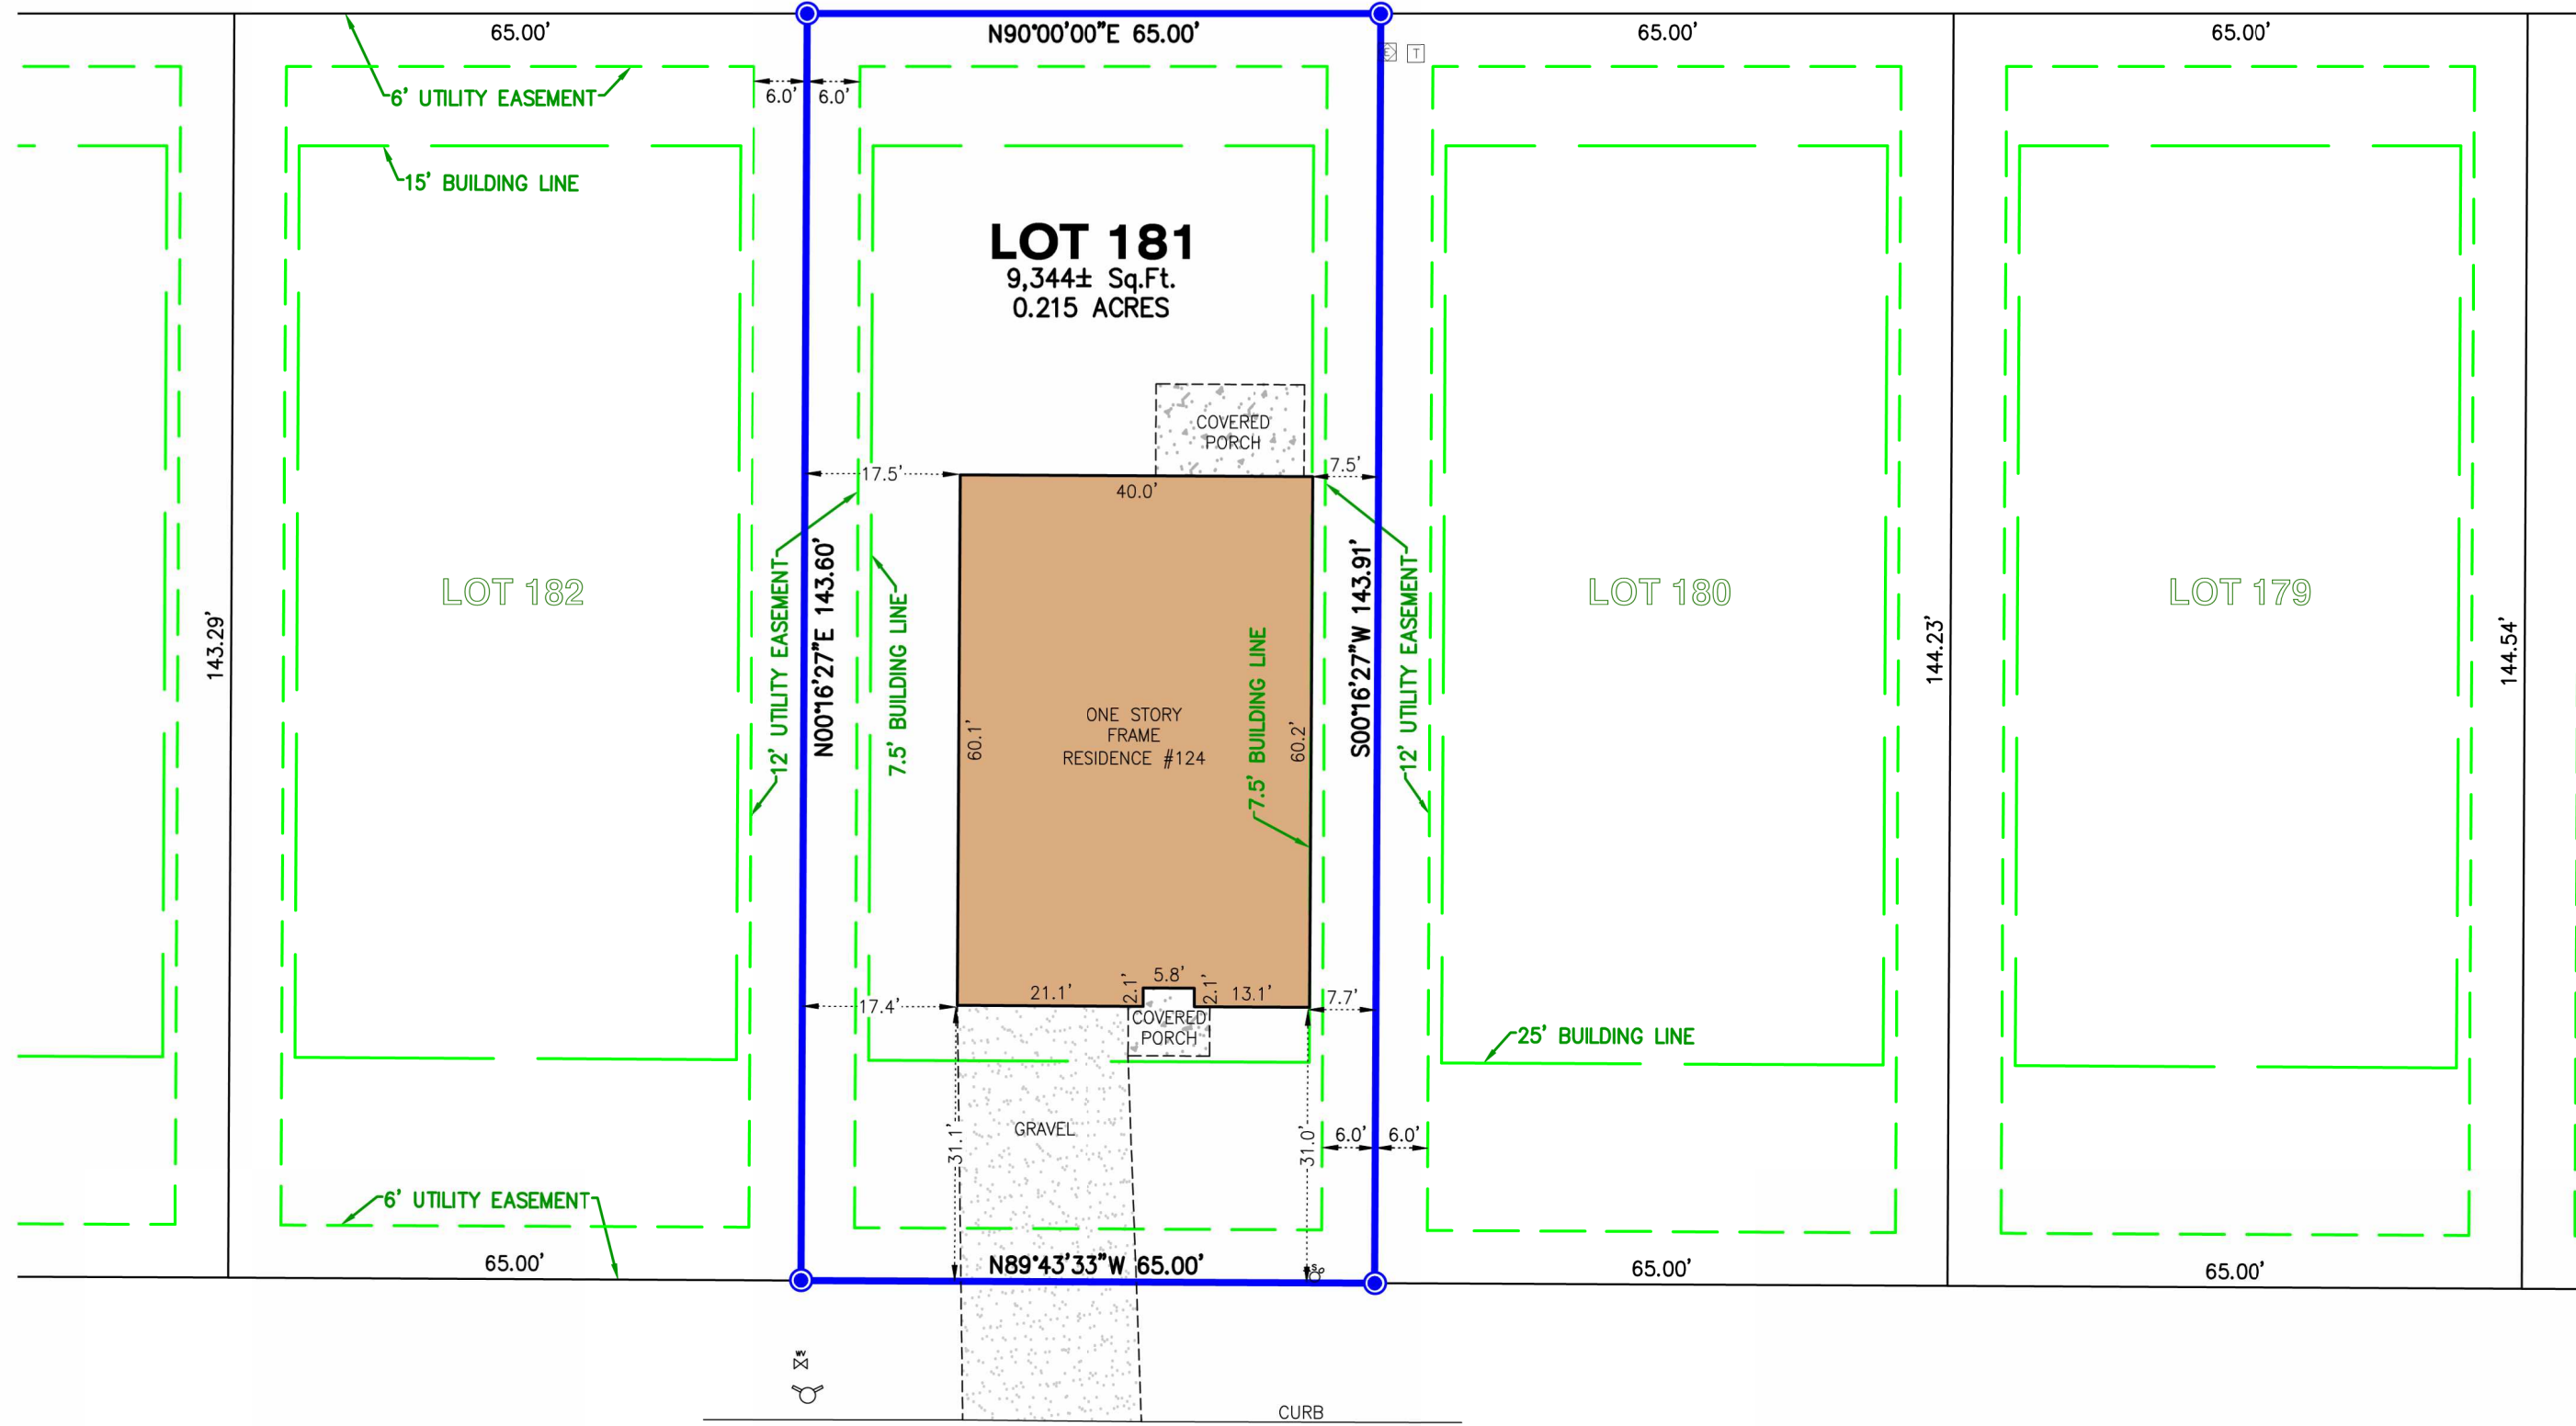 65.00'
N90°00'00"E 65.00'
65.00'
65.00'
E
T
6' UTILITY EASEMENT
6.0'
6.0'
15' BUILDING LINE
LOT 181
9,344± Sq.Ft.
0.215 ACRES
COVERED
PORCH
17.5'
7.5'
40.0'
143.29'
LOT 182
12' UTILITY EASEMENT
N00°16'27"E 143.60'
7.5' BUILDING LINE
60.1'
ONE STORY
FRAME
RESIDENCE #124
7.5' BUILDING LINE
60.2'
S00°16'27"W 143.91'
12' UTILITY EASEMENT
LOT 180
144.23'
LOT 179
144.54'
17.4'
21.1'
2.1'
5.8'
2.1'
13.1'
7.7'
COVERED
PORCH
25' BUILDING LINE
31.1'
GRAVEL
31.0'
6.0'
6.0'
6' UTILITY EASEMENT
65.00'
N89°43'33"W 65.00'
65.00'
65.00'
WV
CURB